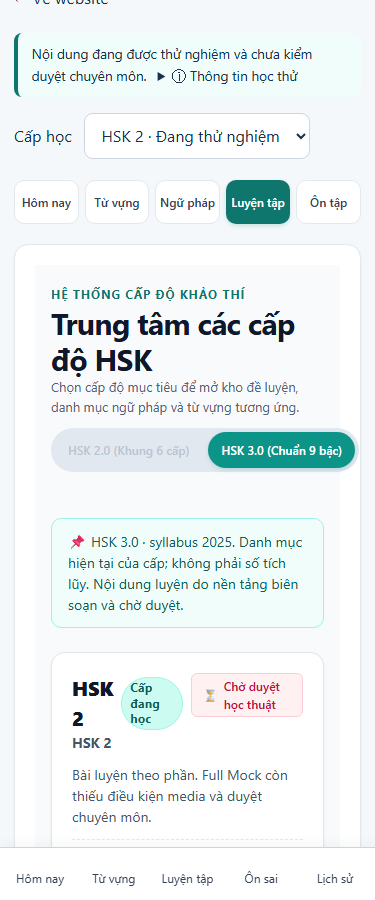 Về website
Nội dung đang được thử nghiệm và chưa kiểm
duyệt chuyên môn. ▶ ⓘ Thông tin học thử
Cấp học
HSK 2 · Đang thử nghiệm
Hôm nay
Từ vựng
Ngữ pháp
Luyện tập
Ôn tập
HỆ THỐNG CẤP ĐỘ KHẢO THÍ
Trung tâm các cấp
độ HSK
Chọn cấp độ mục tiêu để mở kho đề luyện,
danh mục ngữ pháp và từ vựng tương ứng.
HSK 2.0 (Khung 6 cấp)
HSK 3.0 (Chuẩn 9 bậc)
📌 HSK 3.0 · syllabus 2025. Danh mục
hiện tại của cấp; không phải số tích
lũy. Nội dung luyện do nền tảng biên
soạn và chờ duyệt.
HSK
2
Cấp
đang
học
⏳ Chờ duyệt
học thuật
HSK 2
Bài luyện theo phần. Full Mock còn
thiếu điều kiện media và duyệt
chuyên môn.
Hôm nay
Từ vựng
Luyện tập
Ôn sai
Lịch sử